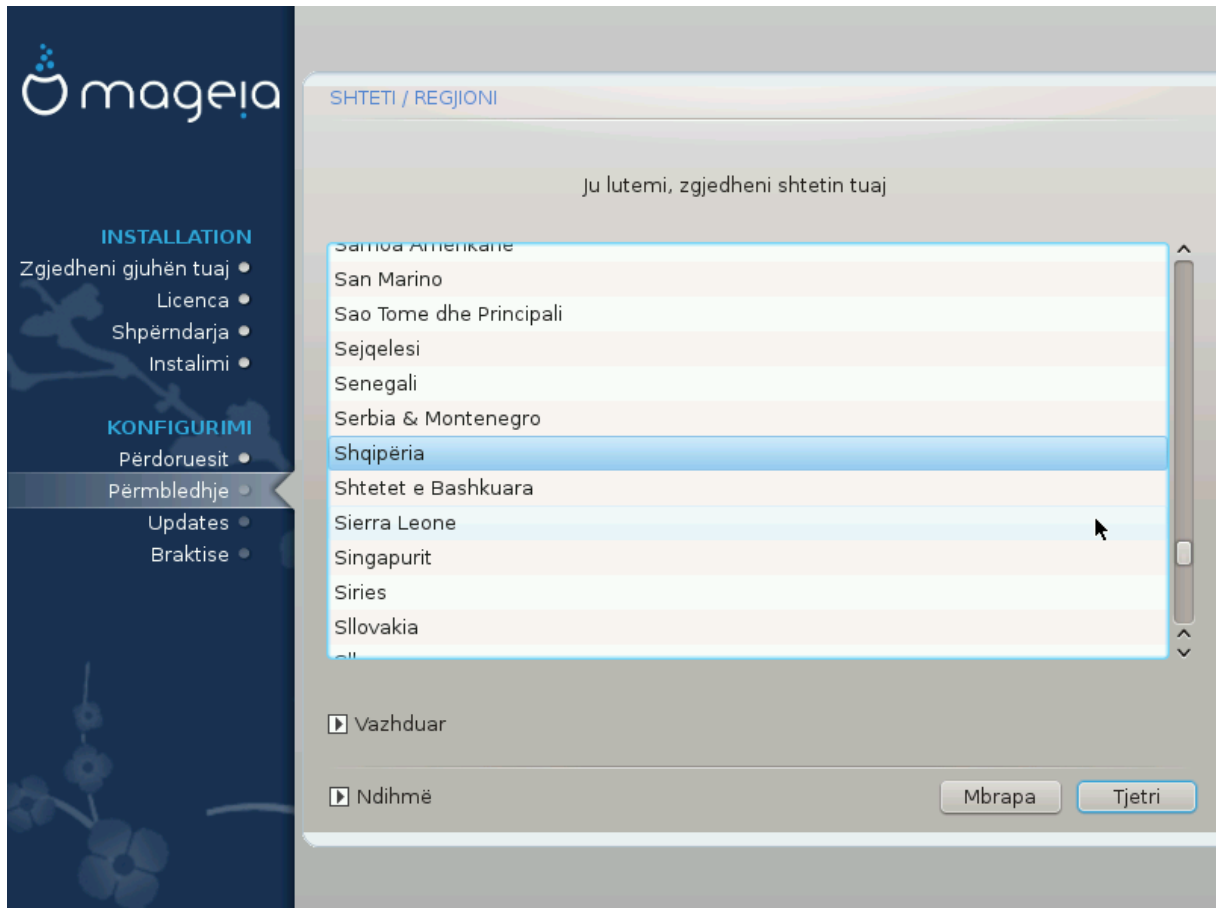 mageia
INSTALLATION
Zgjedheni gjuhën tuaj
Licenca
Shpërndarja
Instalimi
KONFIGURIMI
Përdoruesit
Përmbledhje
Updates
Braktise
SHTETI / REGJIONI
Ju lutemi, zgjedheni shtetin tuaj
Samoa Amerikane
San Marino
Sao Tome dhe Principali
Sejqelesi
Senegali
Serbia & Montenegro
Shqipëria
Shtetet e Bashkuara
Sierra Leone
Singapurit
Siries
Sllovakia
Vazhduar
Ndihmë
Mbrapa
Tjetri